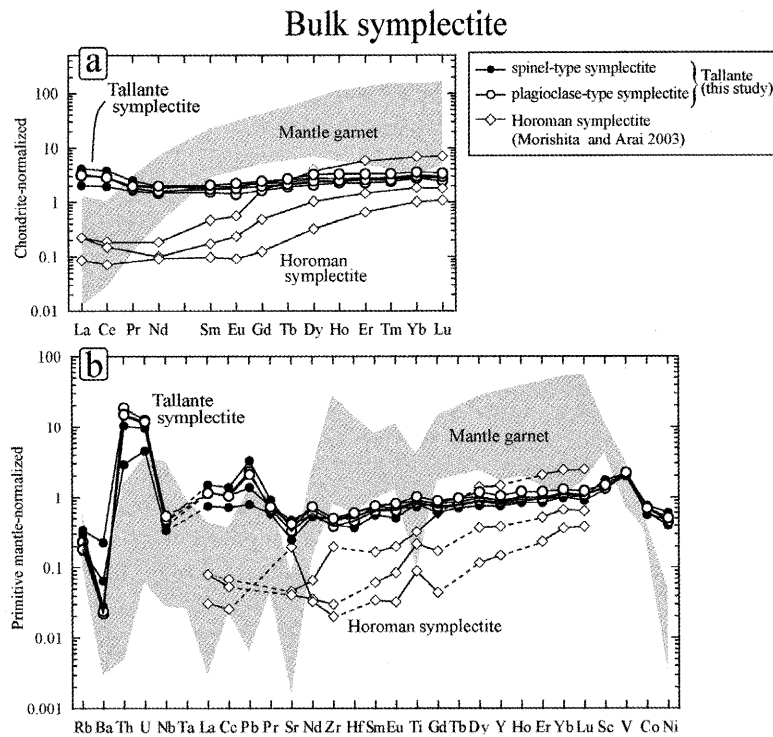 Bulk symplectite
a
Tallante
symplectite
Mantle garnet
Horoman
symplectite
Chondrite-normalized
100
10
1
0.1
0.01
La Ce Pr Nd Sm Eu Gd Tb Dy Ho Er Tm Yb Lu
spinel-type symplectite
plagioclase-type symplectite
Tallante
(this study)
Horoman symplectite
(Morishita and Arai 2003)
b
Tallante
symplectite
Mantle garnet
Horoman symplectite
Primitive mantle-normalized
100
10
1
0.1
0.01
0.001
Rb Ba Th U Nb Ta La Ce Pb Pr Sr Nd Zr Hf Sm Eu Ti Gd Tb Dy Y Ho Er Yb Lu Sc V Co Ni